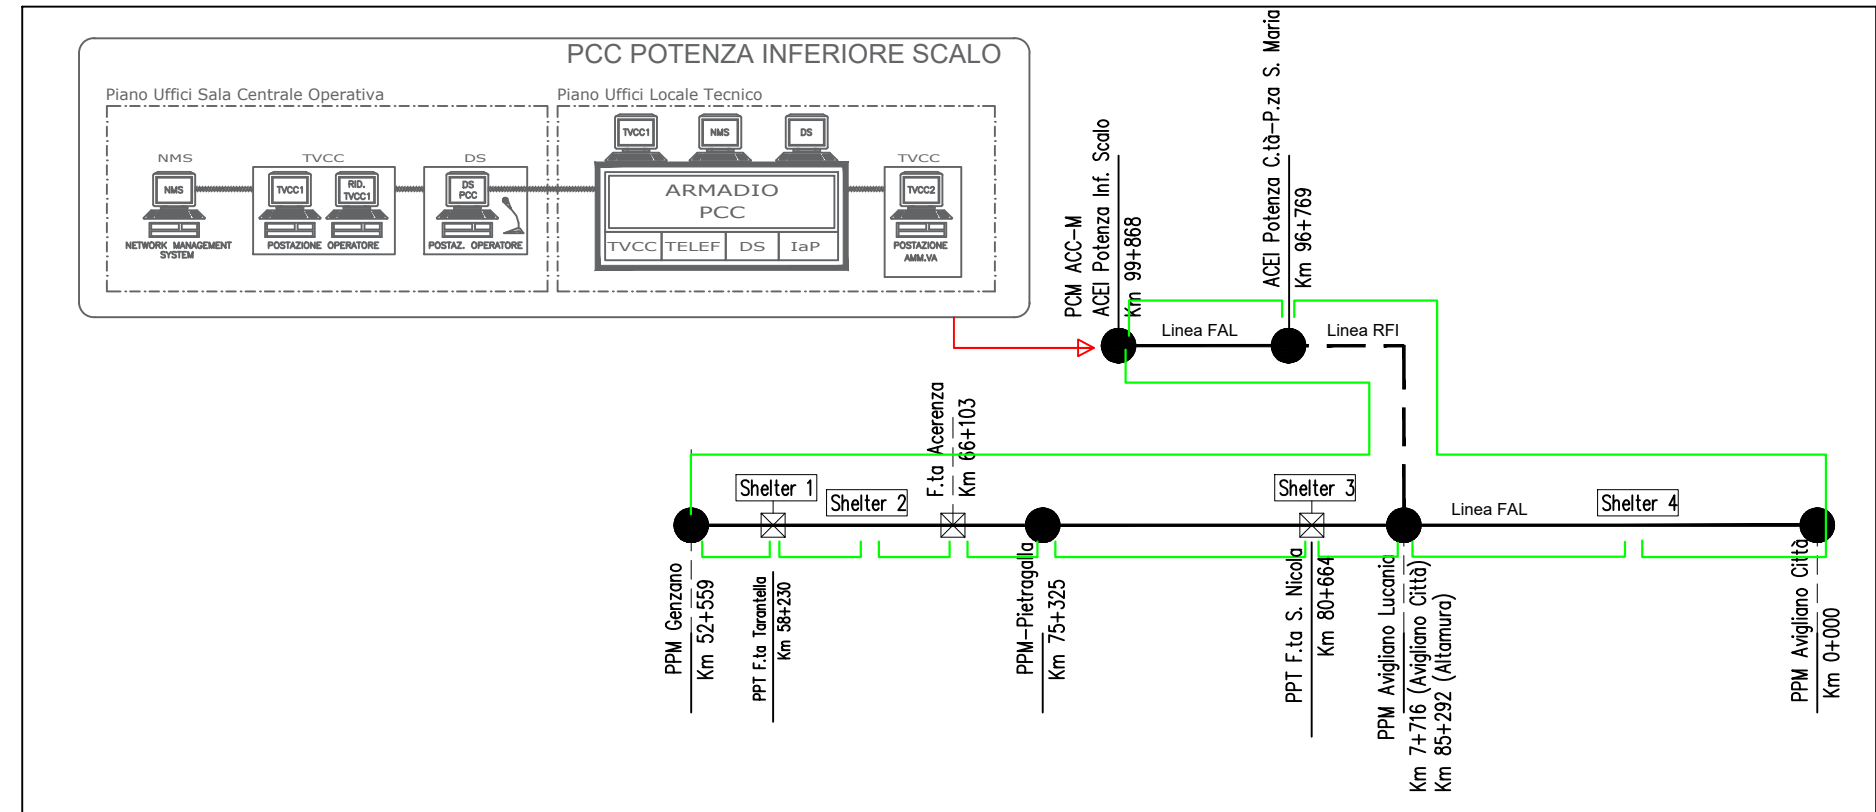 PCC POTENZA INFERIORE SCALO
Piano Uffici Sala Centrale Operativa
Piano Uffici Locale Tecnico
NMS
TVCC
DS
NMS
TVCC1
RID.
TVCC1
DS
PCC
NETWORK MANAGEMENT
SYSTEM
POSTAZIONE OPERATORE
POSTAZ. OPERATORE
TVCC1
NMS
DS
ARMADIO
PCC
TVCC
TELEF
DS
IaP
TVCC
TVCC2
POSTAZIONE
AMM.VA
PCM ACC-M
ACEI Potenza Inf. Scalo
Km 99+868
ACEI Potenza C.tà-P.za S. Maria
Km 96+769
Linea FAL
Linea RFI
F.ta Acerenza
Km 66+103
Shelter 1
Shelter 2
Shelter 3
Linea FAL
Shelter 4
PPM Genzano
Km 52+559
PPT F.ta Tarantella
Km 58+230
PPM-Pietragalla
Km 75+325
PPT F.ta S. Nicola
Km 80+664
PPM Avigliano Lucania
Km 7+716 (Avigliano Città)
Km 85+292 (Altamura)
PPM Avigliano Città
Km 0+000